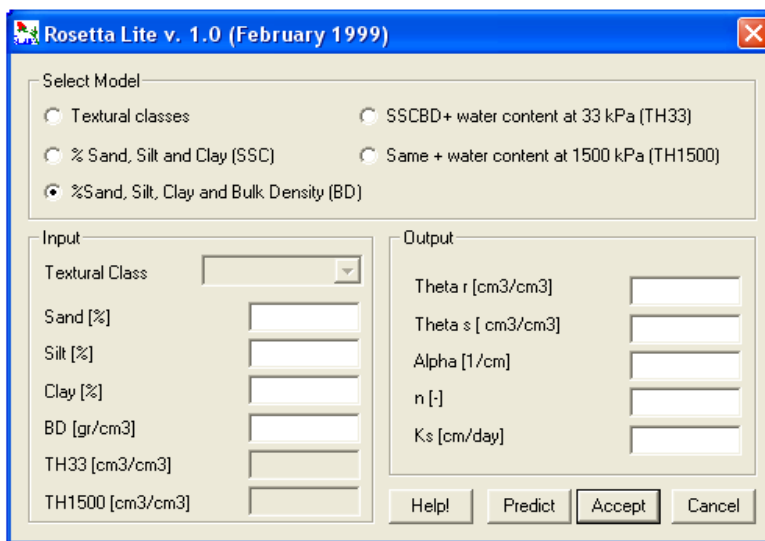 Rosetta Lite v. 1.0 (February 1999)
Select Model
Textural classes
SSCBD+ water content at 33 kPa (TH33)
% Sand, Silt and Clay (SSC)
Same + water content at 1500 kPa (TH1500)
%Sand, Silt, Clay and Bulk Density (BD)
Input
Textural Class
Sand [%]
Silt [%]
Clay [%]
BD [gr/cm3]
TH33 [cm3/cm3]
TH1500 [cm3/cm3]
Output
Theta r [cm3/cm3]
Theta s [ cm3/cm3]
Alpha [1/cm]
n [-]
Ks [cm/day]
Help!
Predict
Accept
Cancel